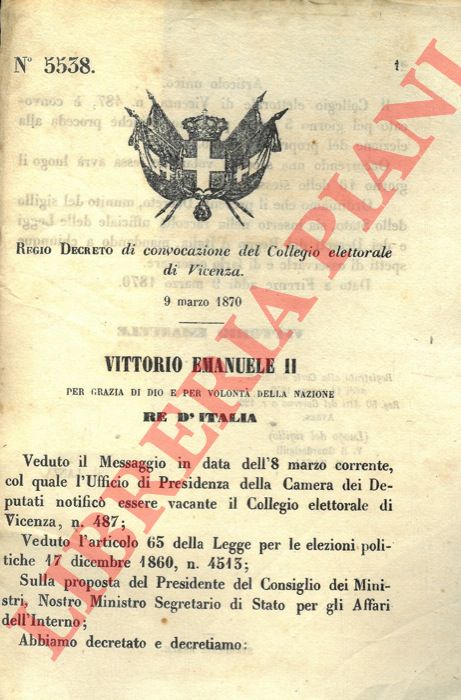 N° 5538.
1
REGIO DECRETO di convocazione del Collegio elettorale
di Vicenza.
9 marzo 1870
VITTORIO EMANUELE II
PER GRAZIA DI DIO E PER VOLONTÀ DELLA NAZIONE
RE D'ITALIA
Veduto il Messaggio in data dell'8 marzo corrente,
col quale l'Ufficio di Presidenza della Camera dei De-
putati notificò essere vacante il Collegio elettorale di
Vicenza, n. 487;
Veduto l'articolo 63 della Legge per le elezioni poli-
tiche 17 dicembre 1860, n. 4513;
Sulla proposta del Presidente del Consiglio dei Mini-
stri, Nostro Ministro Segretario di Stato per gli Affari
dell'Interno;
Abbiamo decretato e decretiamo:
LIBRERIA PIANI